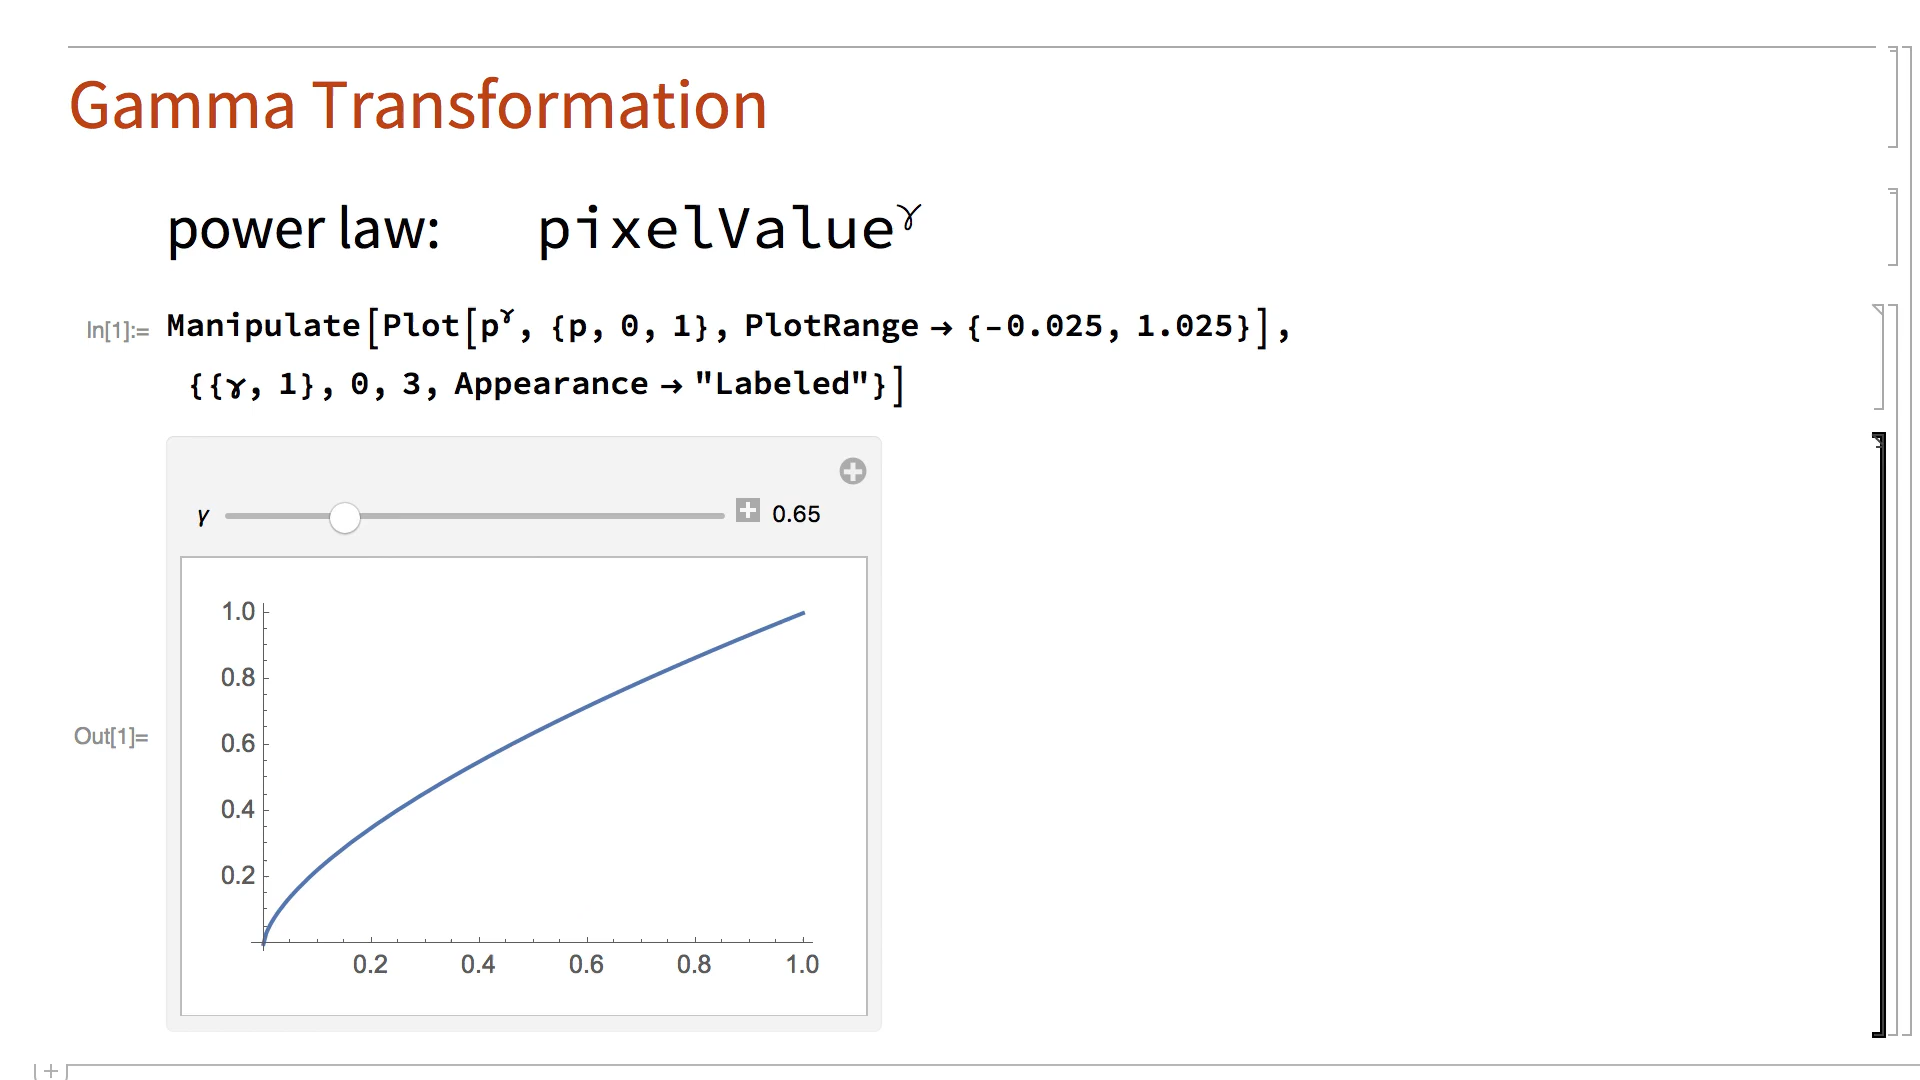 Gamma Transformation
power law: pixelValue^γ
In[1]:= Manipulate[Plot[p^γ, {p, 0, 1}, PlotRange → {-0.025, 1.025}],
{{γ, 1}, 0, 3, Appearance → "Labeled"}]
γ 0.65
1.0
0.8
0.6
Out[1]=
0.4
0.2
0.2 0.4 0.6 0.8 1.0